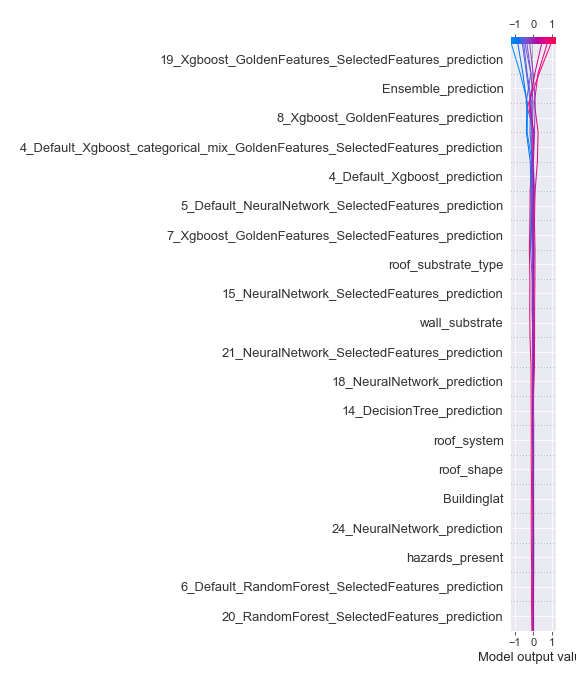 −1 0 1
19_Xgboost_GoldenFeatures_SelectedFeatures_prediction
Ensemble_prediction
8_Xgboost_GoldenFeatures_prediction
4_Default_Xgboost_categorical_mix_GoldenFeatures_SelectedFeatures_prediction
4_Default_Xgboost_prediction
5_Default_NeuralNetwork_SelectedFeatures_prediction
7_Xgboost_GoldenFeatures_SelectedFeatures_prediction
roof_substrate_type
15_NeuralNetwork_SelectedFeatures_prediction
wall_substrate
21_NeuralNetwork_SelectedFeatures_prediction
18_NeuralNetwork_prediction
14_DecisionTree_prediction
roof_system
roof_shape
Buildinglat
24_NeuralNetwork_prediction
hazards_present
6_Default_RandomForest_SelectedFeatures_prediction
20_RandomForest_SelectedFeatures_prediction
−1 0 1
Model output valu